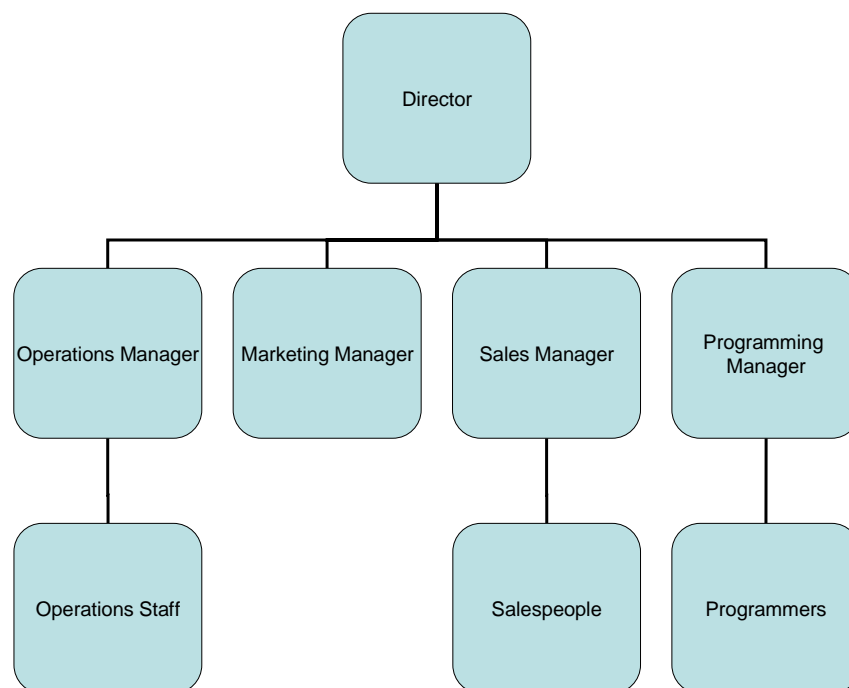 Director
Operations Manager
Marketing Manager
Sales Manager
Programming
Manager
Operations Staff
Salespeople
Programmers